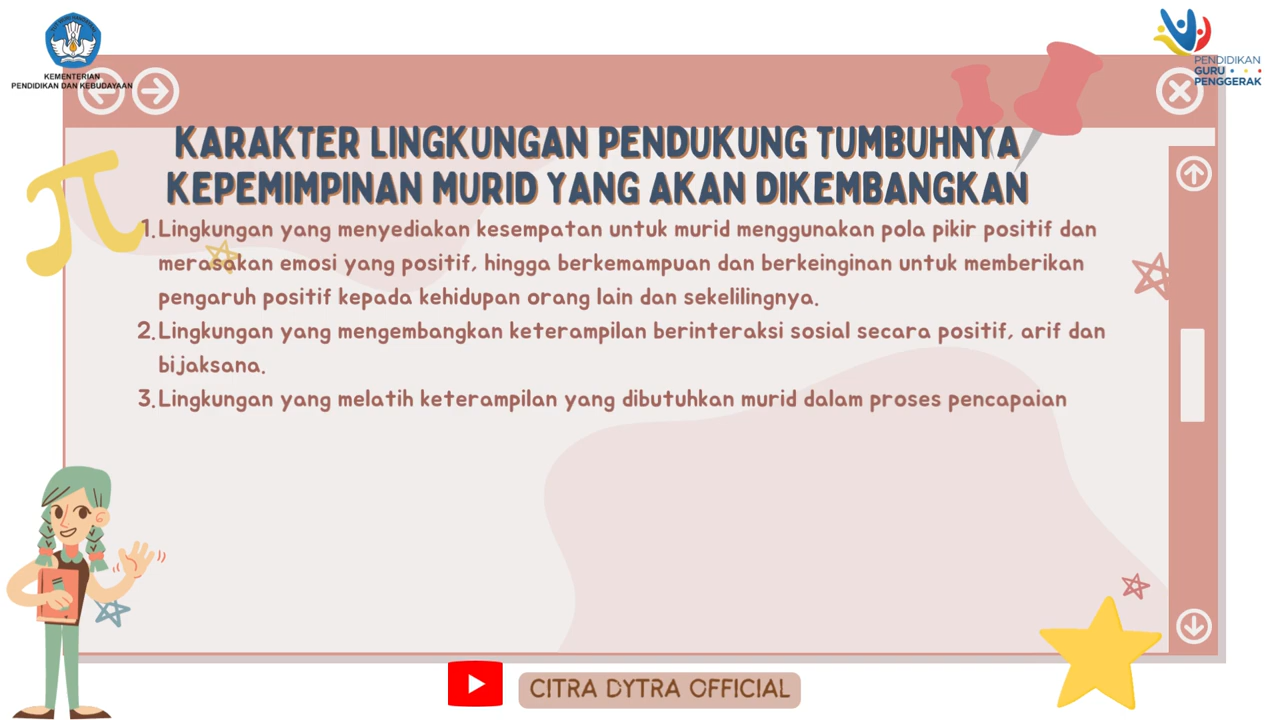 KEMENTERIAN
PENDIDIKAN DAN KEBUDAYAAN
PENDIDIKAN
GURU
PENGGERAK
KARAKTER LINGKUNGAN PENDUKUNG TUMBUHNYA
KEPEMIMPINAN MURID YANG AKAN DIKEMBANGKAN
1. Lingkungan yang menyediakan kesempatan untuk murid menggunakan pola pikir positif dan
merasakan emosi yang positif, hingga berkemampuan dan berkeinginan untuk memberikan
pengaruh positif kepada kehidupan orang lain dan sekelilingnya.
2. Lingkungan yang mengembangkan keterampilan berinteraksi sosial secara positif, arif dan
bijaksana.
3. Lingkungan yang melatih keterampilan yang dibutuhkan murid dalam proses pencapaian
CITRA DYTRA OFFICIAL